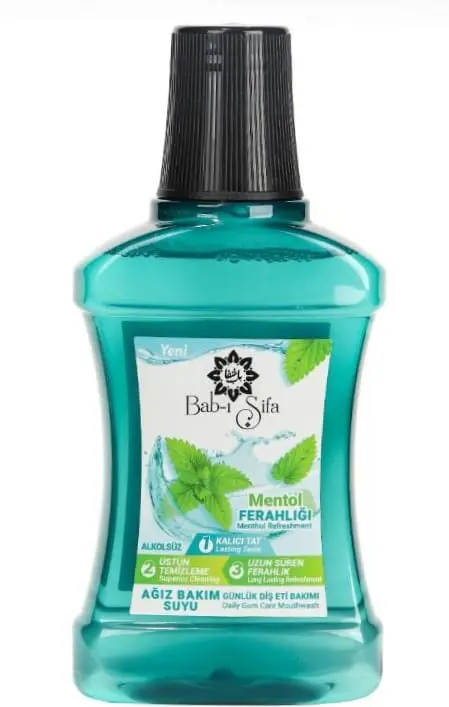 Yeni
Bab-ı Şifa
Mentol
FERAHLIĞI
Menthol Refreshment
ALKOLSÜZ
1 KALICI TAT
Lasting Taste
2 ÜSTÜN TEMİZLEME
Superior Cleaning
3 UZUN SÜREN FERAHLIK
Long Lasting Refreshment
AĞIZ BAKIM SUYU
GÜNLÜK DİŞ ETİ BAKIMI
Daily Gum Care Mouthwash